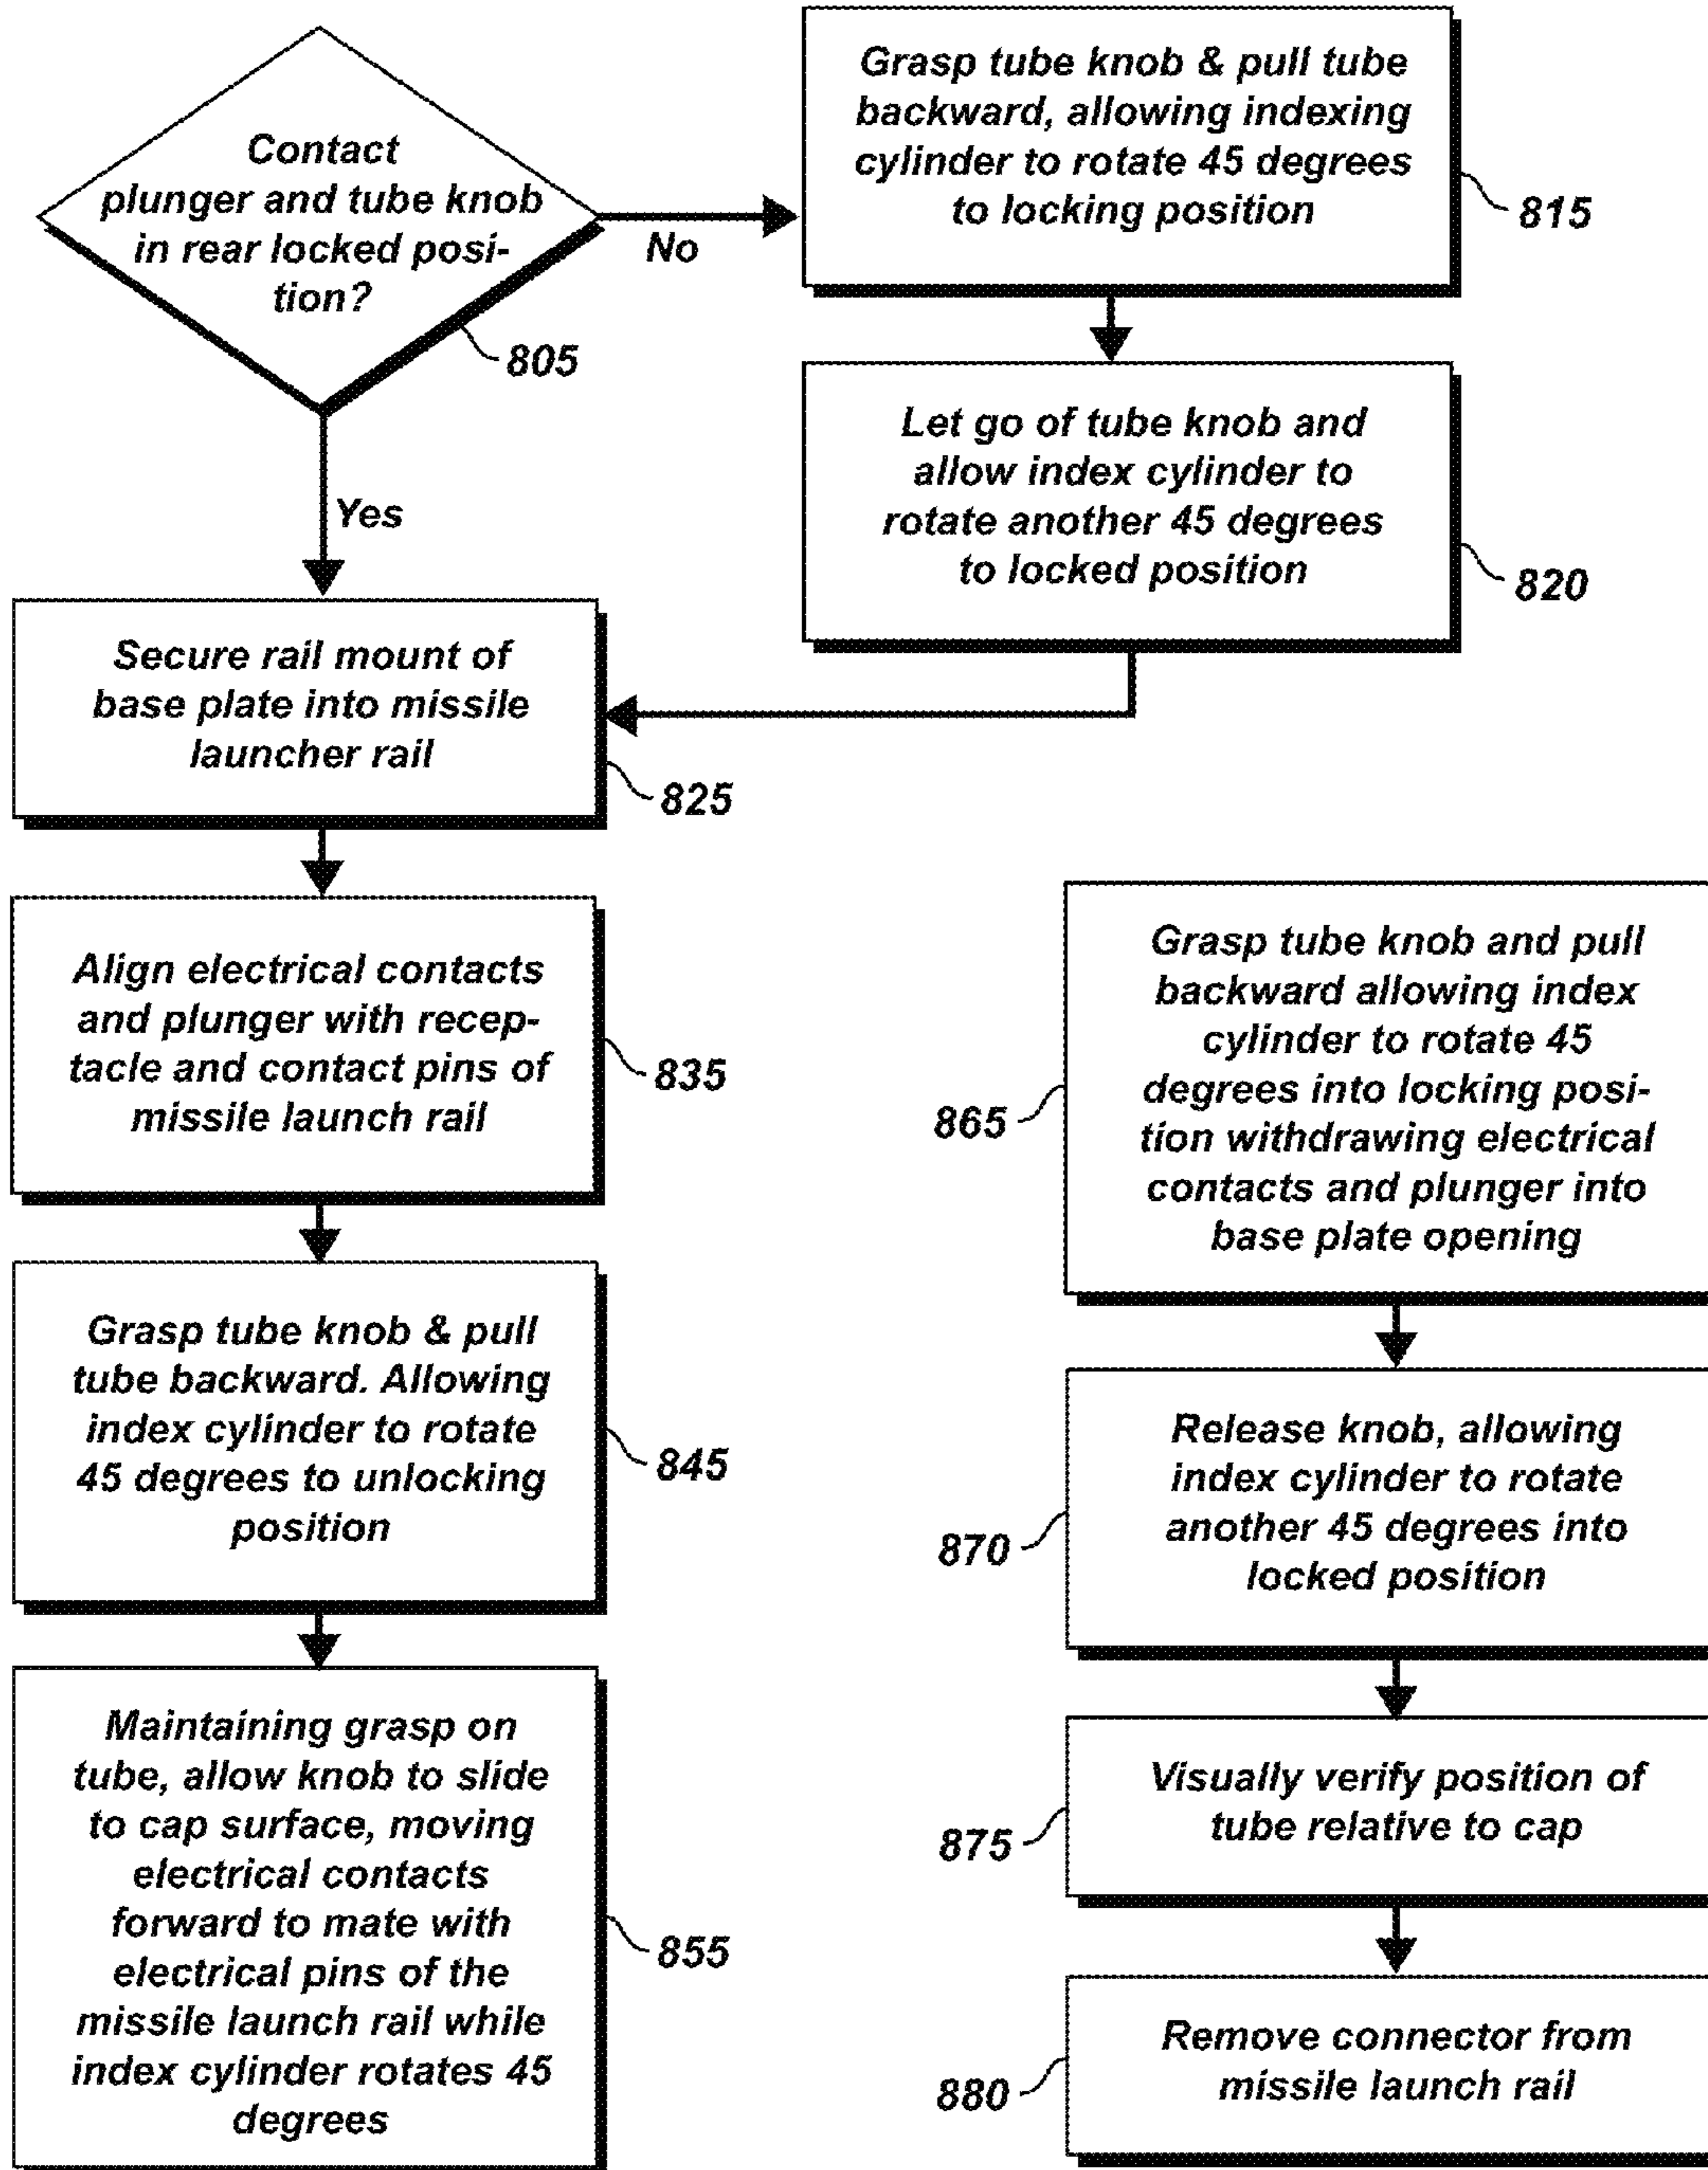 Contact
plunger and tube knob
in rear locked posi-
tion?
805
No
Yes
Grasp tube knob & pull tube
backward, allowing indexing
cylinder to rotate 45 degrees
to locking position
815
Let go of tube knob and
allow index cylinder to
rotate another 45 degrees
to locked position
820
Secure rail mount of
base plate into missile
launcher rail
825
Align electrical contacts
and plunger with recep-
tacle and contact pins of
missile launch rail
835
Grasp tube knob & pull
tube backward. Allowing
index cylinder to rotate
45 degrees to unlocking
position
845
Maintaining grasp on
tube, allow knob to slide
to cap surface, moving
electrical contacts
forward to mate with
electrical pins of the
missile launch rail while
index cylinder rotates 45
degrees
855
Grasp tube knob and pull
backward allowing index
cylinder to rotate 45
degrees into locking posi-
tion withdrawing electrical
contacts and plunger into
base plate opening
865
Release knob, allowing
index cylinder to rotate
another 45 degrees into
locked position
870
Visually verify position of
tube relative to cap
875
Remove connector from
missile launch rail
880